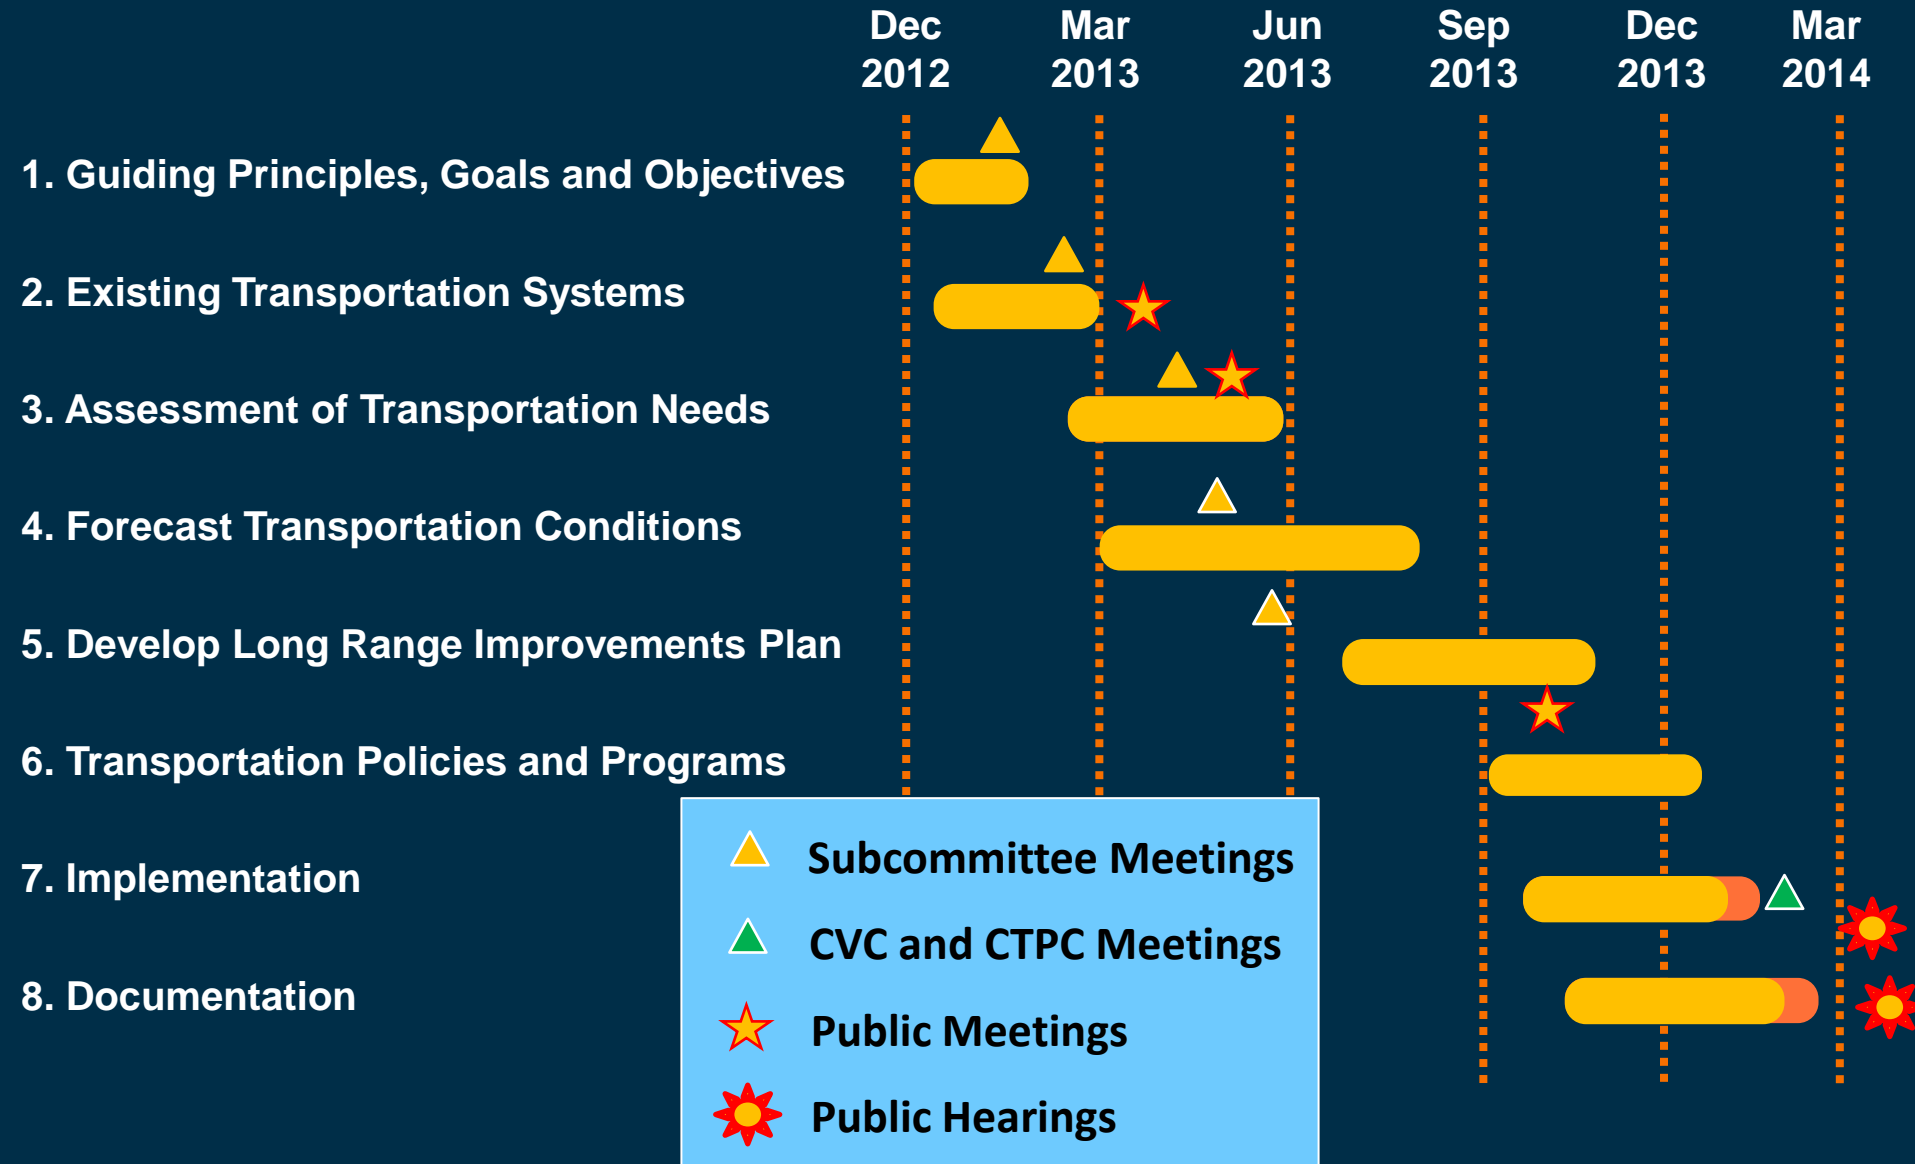 Dec Mar Jun Sep Dec Mar
2012 2013 2013 2013 2013 2014
1. Guiding Principles, Goals and Objectives
2. Existing Transportation Systems
3. Assessment of Transportation Needs
4. Forecast Transportation Conditions
5. Develop Long Range Improvements Plan
6. Transportation Policies and Programs
7. Implementation
8. Documentation
Subcommittee Meetings
CVC and CTPC Meetings
Public Meetings
Public Hearings